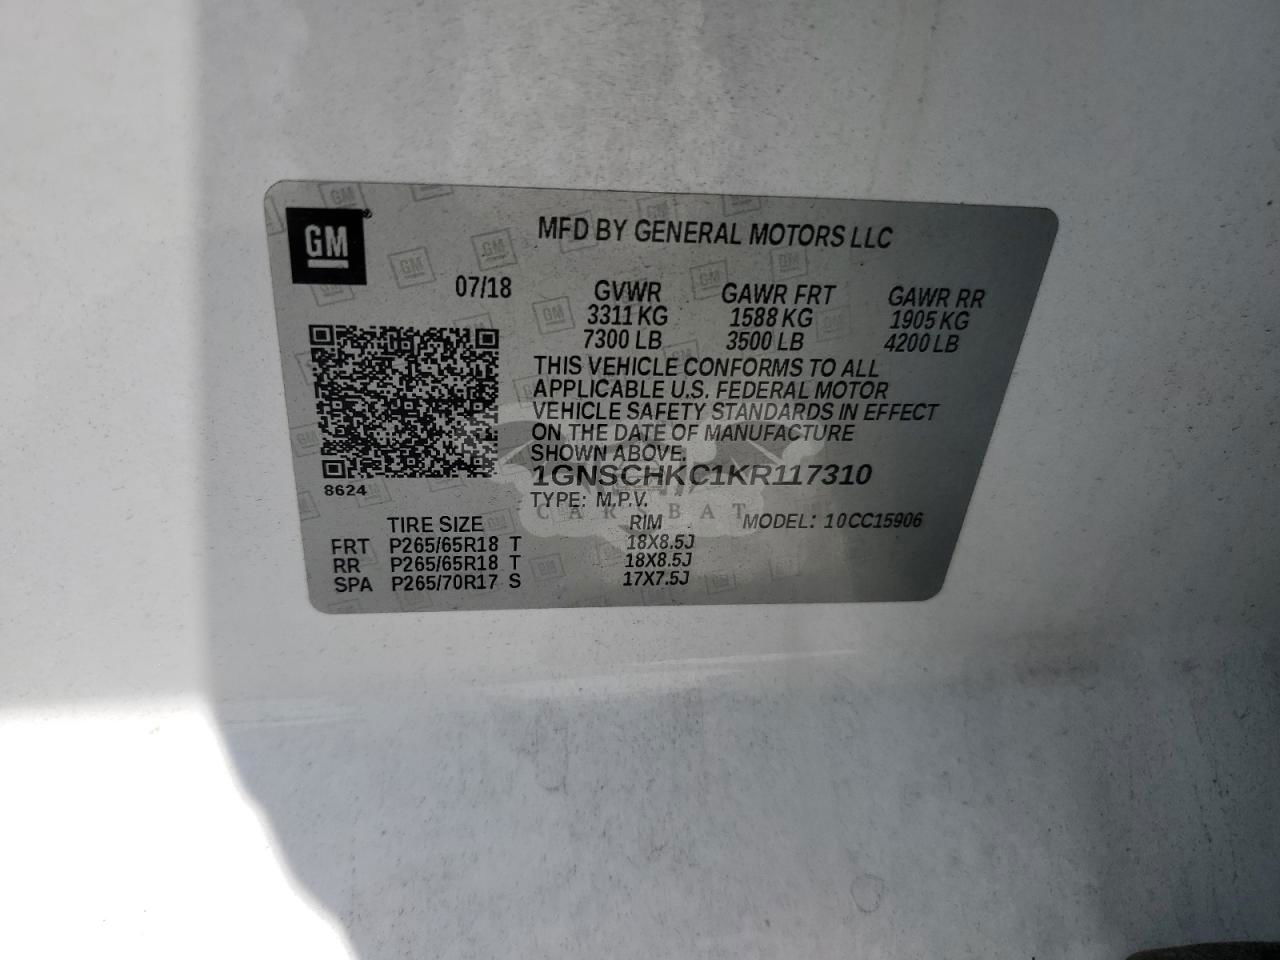 GM
MFD BY GENERAL MOTORS LLC
07/18
GVWR GAWR FRT GAWR RR
3311 KG 1588 KG 1905 KG
7300 LB 3500 LB 4200 LB
THIS VEHICLE CONFORMS TO ALL
APPLICABLE U.S. FEDERAL MOTOR
VEHICLE SAFETY STANDARDS IN EFFECT
ON THE DATE OF MANUFACTURE
SHOWN ABOVE.
1GNSCHKC1KR117310
8624
TYPE: M.P.V.
CARSBAT
TIRE SIZE RIM MODEL: 10CC15906
FRT P265/65R18 T 18X8.5J
RR P265/65R18 T 18X8.5J
SPA P265/70R17 S 17X7.5J